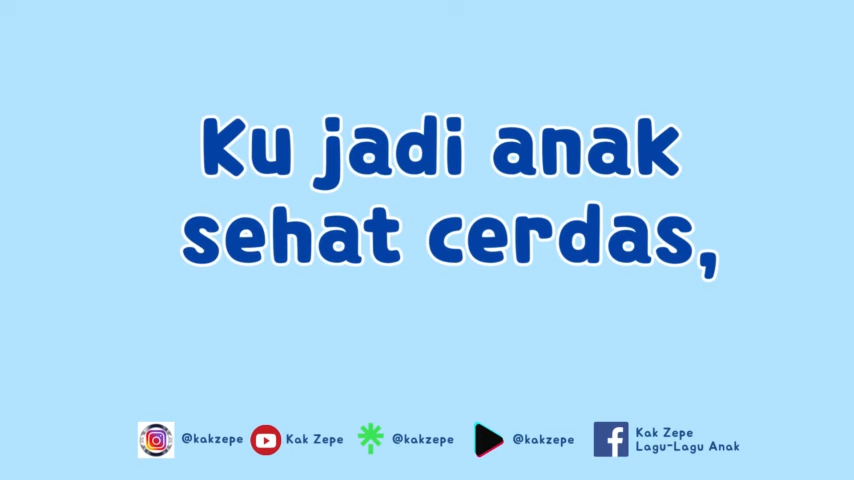 Ku jadi anak
sehat cerdas,
@kakzepe
Kak Zepe
@kakzepe
@kakzepe
Kak Zepe
Lagu-Lagu Anak